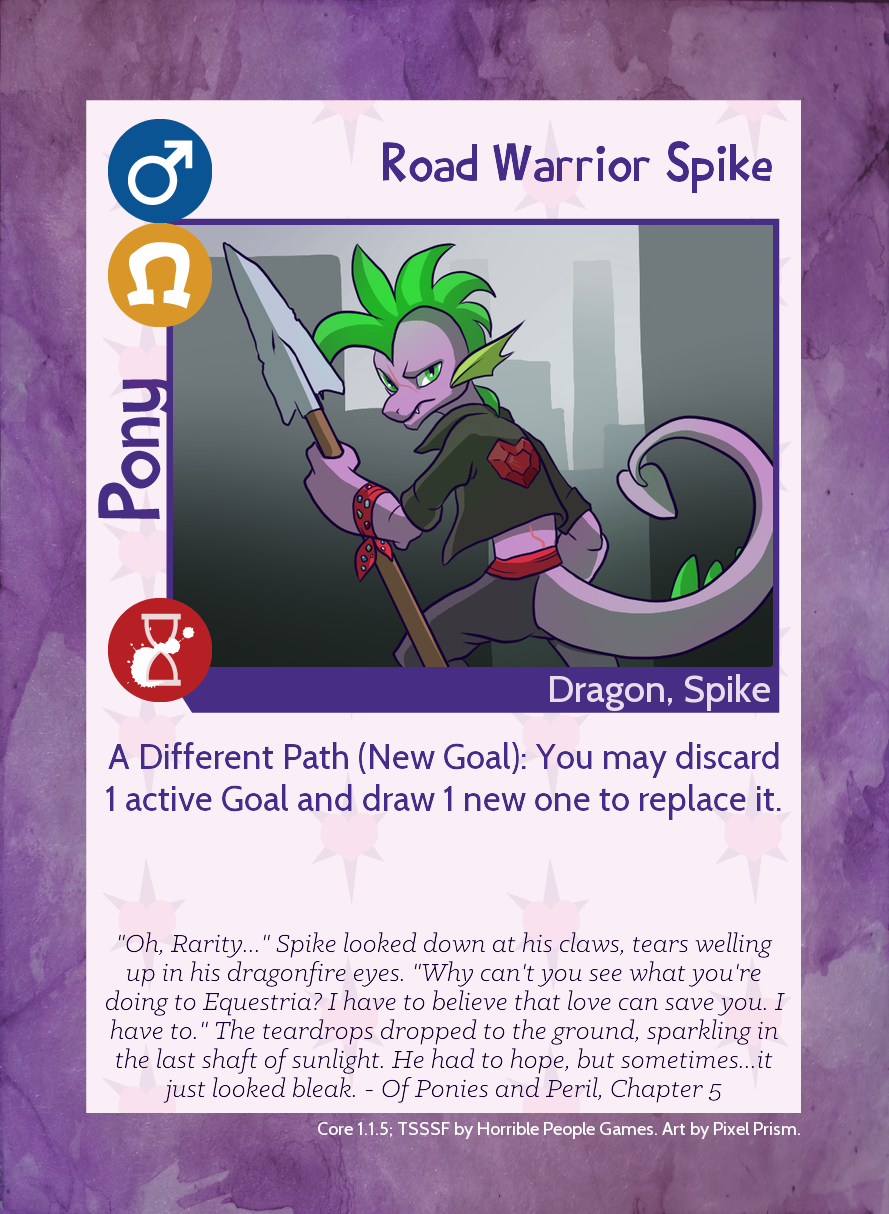 Road Warrior Spike
Pony
Dragon, Spike
A Different Path (New Goal): You may discard
1 active Goal and draw 1 new one to replace it.
"Oh, Rarity..." Spike looked down at his claws, tears welling
up in his dragonfire eyes. "Why can't you see what you're
doing to Equestria? I have to believe that love can save you. I
have to." The teardrops dropped to the ground, sparkling in
the last shaft of sunlight. He had to hope, but sometimes...it
just looked bleak. - Of Ponies and Peril, Chapter 5
Core 1.1.5; TSSSF by Horrible People Games. Art by Pixel Prism.